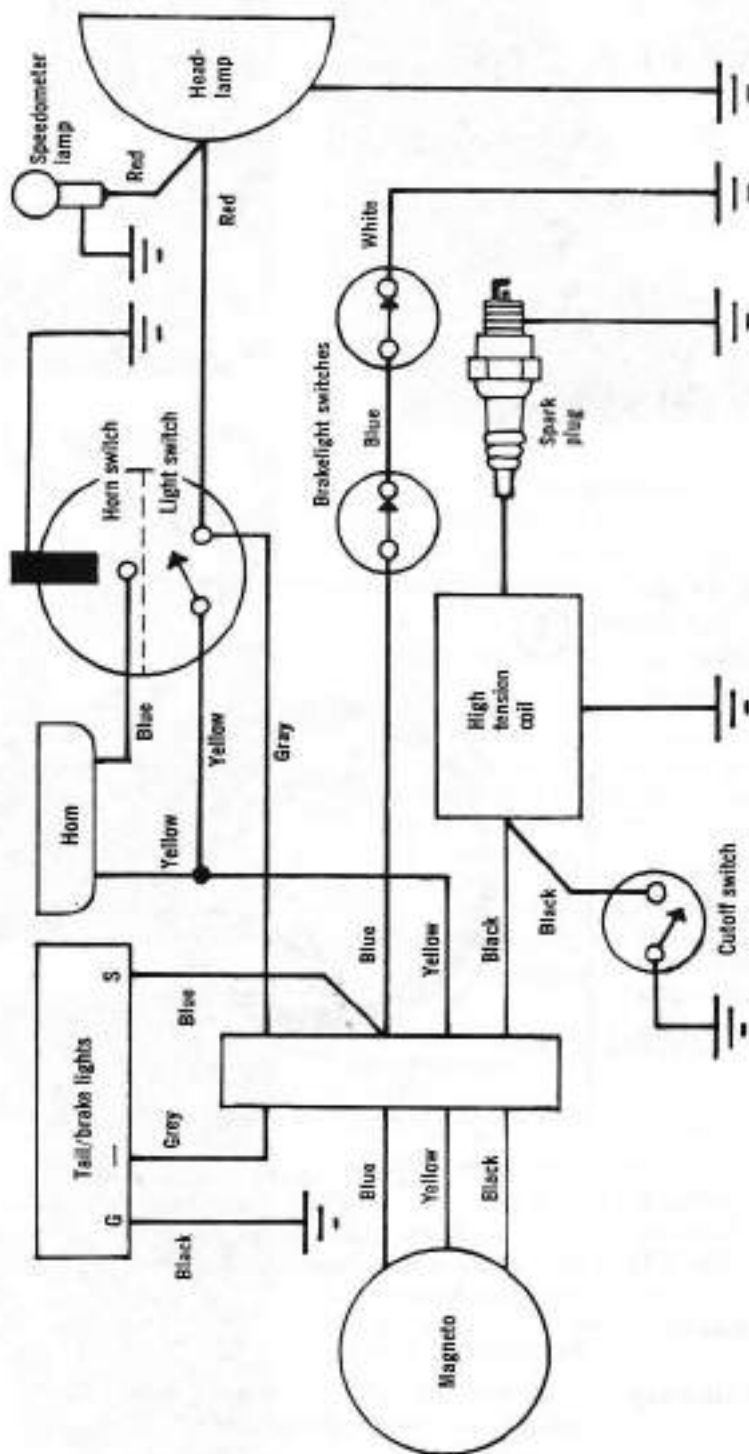 Speedometer
lamp
Horn switch
Light switch
Tail/brake lights
G
I
S
Horn
Head-
lamp
Red
Red
Blue
Yellow
Yellow
Gray
Grey
Black
Blue
Brakelight switches
Blue
White
Blue
Yellow
Black
Blue
Yellow
Black
Black
Magneto
High
tension
coil
Spark
plug
Cutoff switch